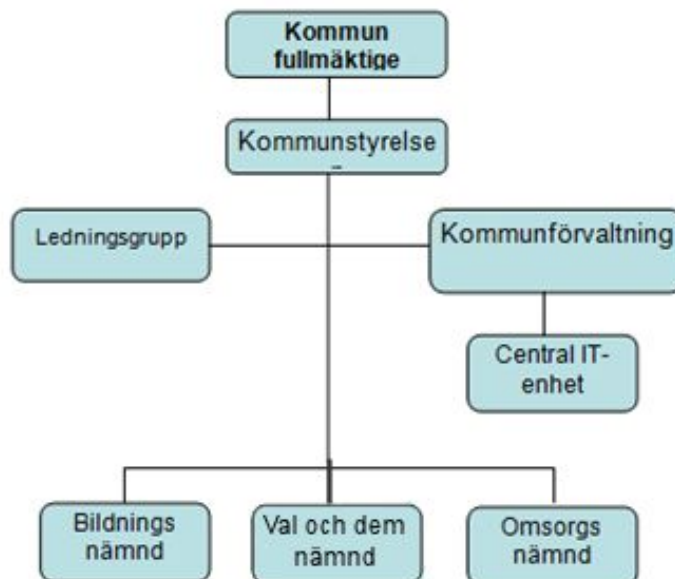 Kommun
fullmäktige
Kommunstyrelse
Ledningsgrupp
Kommunförvaltning
Central IT-
enhet
Bildnings
nämnd
Val och dem
nämnd
Omsorgs
nämnd